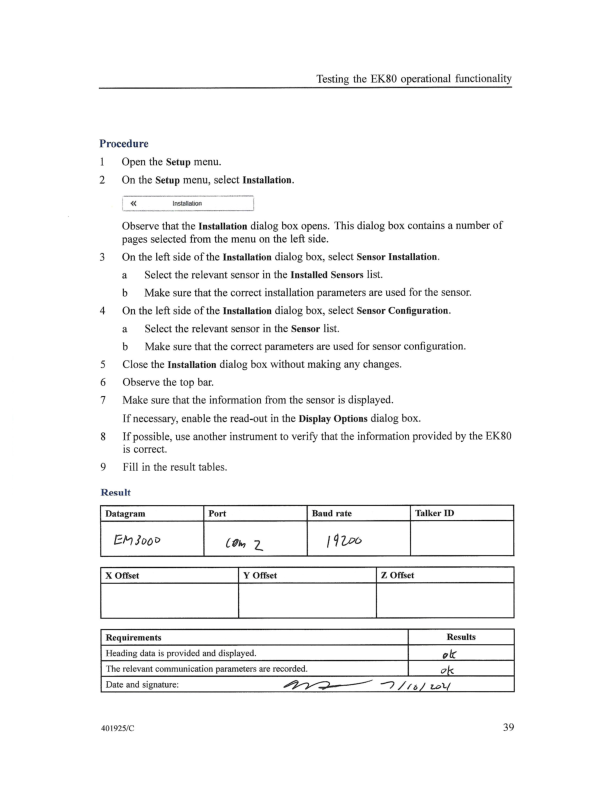 Testing the EK80 operational functionality
Procedure
1 Open the Setup menu.
2 On the Setup menu, select Installation.
« Installation
Observe that the Installation dialog box opens. This dialog box contains a number of
pages selected from the menu on the left side.
3 On the left side of the Installation dialog box, select Sensor Installation.
a Select the relevant sensor in the Installed Sensors list.
b Make sure that the correct installation parameters are used for the sensor.
4 On the left side of the Installation dialog box, select Sensor Configuration.
a Select the relevant sensor in the Sensor list.
b Make sure that the correct parameters are used for sensor configuration.
5 Close the Installation dialog box without making any changes.
6 Observe the top bar.
7 Make sure that the information from the sensor is displayed.
If necessary, enable the read-out in the Display Options dialog box.
8 If possible, use another instrument to verify that the information provided by the EK80
is correct.
9 Fill in the result tables.
Result
Datagram Port Baud rate Talker ID
EM3000 COM 2 19200
X Offset Y Offset Z Offset
Requirements Results
Heading data is provided and displayed. ok
The relevant communication parameters are recorded. ok
Date and signature: 7/10/2021
401925/C 39